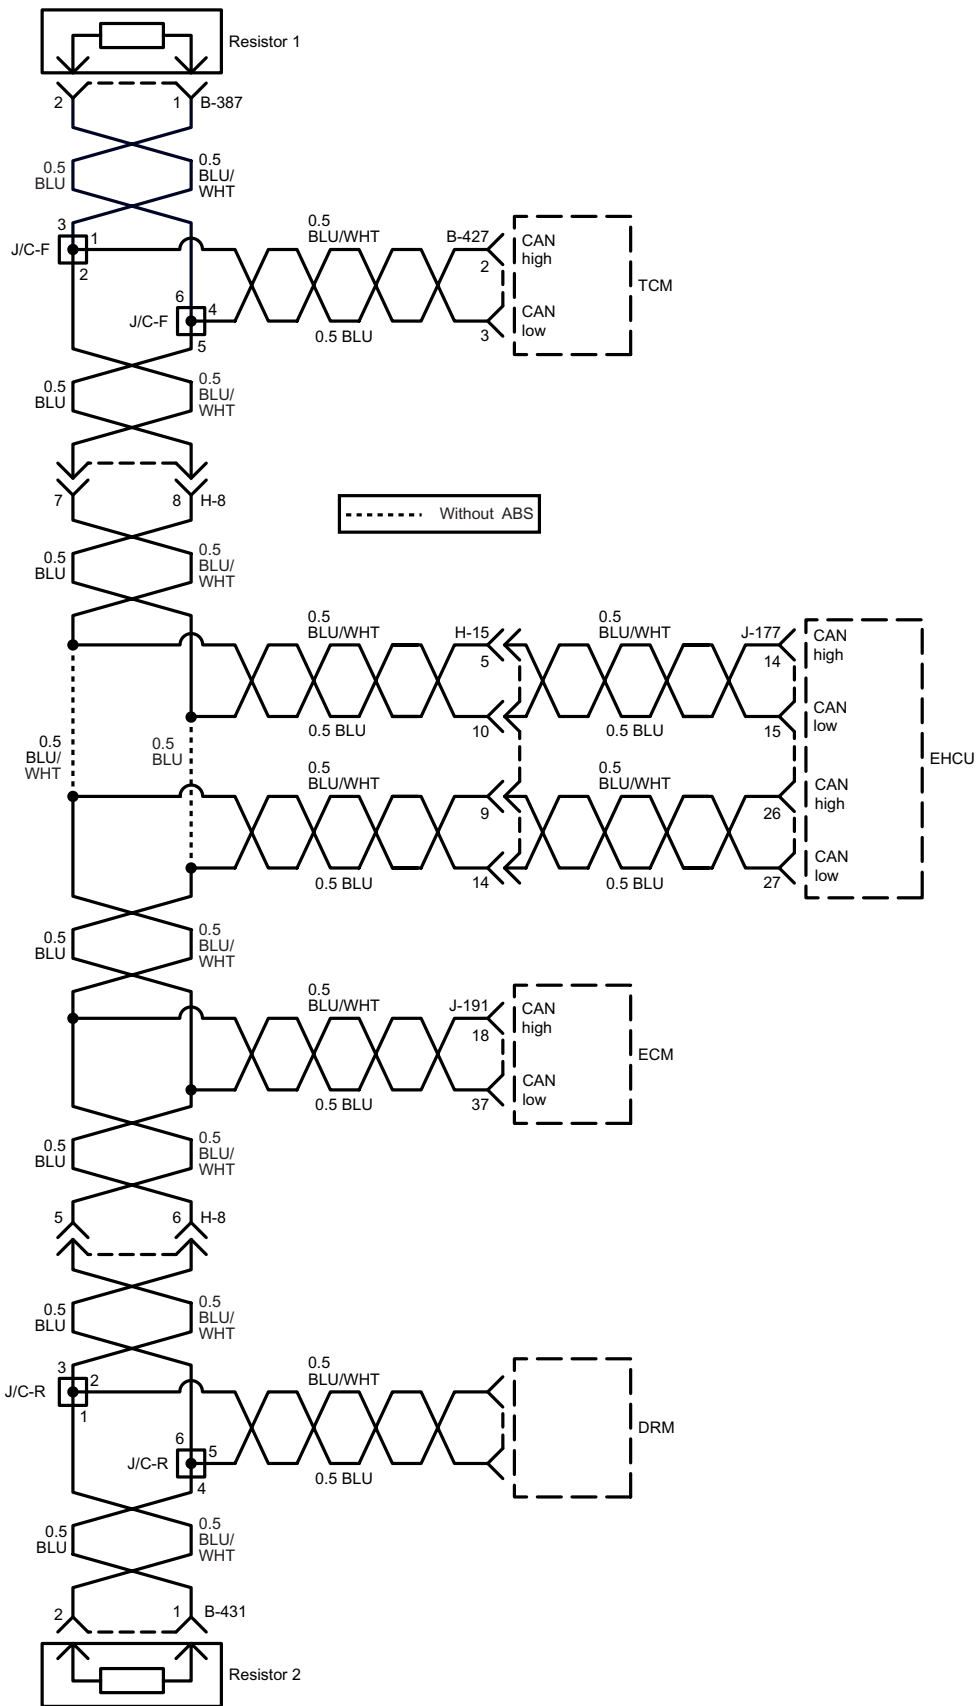 Resistor 1
2
1
B-387
0.5
BLU
0.5
BLU/
WHT
3
J/C-F
1
2
0.5
BLU/WHT
B-427
2
CAN
high
TCM
6
J/C-F
4
5
0.5 BLU
3
CAN
low
0.5
BLU
0.5
BLU/
WHT
7
8
H-8
Without ABS
0.5
BLU
0.5
BLU/
WHT
0.5
BLU/WHT
H-15
5
0.5
BLU/WHT
J-177
14
CAN
high
0.5 BLU
10
0.5 BLU
15
CAN
low
0.5
BLU/
WHT
0.5
BLU
EHCU
0.5
BLU/WHT
9
0.5
BLU/WHT
26
CAN
high
0.5 BLU
14
0.5 BLU
27
CAN
low
0.5
BLU
0.5
BLU/
WHT
0.5
BLU/WHT
J-191
18
CAN
high
ECM
0.5 BLU
37
CAN
low
0.5
BLU
0.5
BLU/
WHT
5
6
H-8
0.5
BLU
0.5
BLU/
WHT
3
J/C-R
2
1
0.5
BLU/WHT
DRM
6
J/C-R
5
4
0.5 BLU
0.5
BLU
0.5
BLU/
WHT
2
1
B-431
Resistor 2